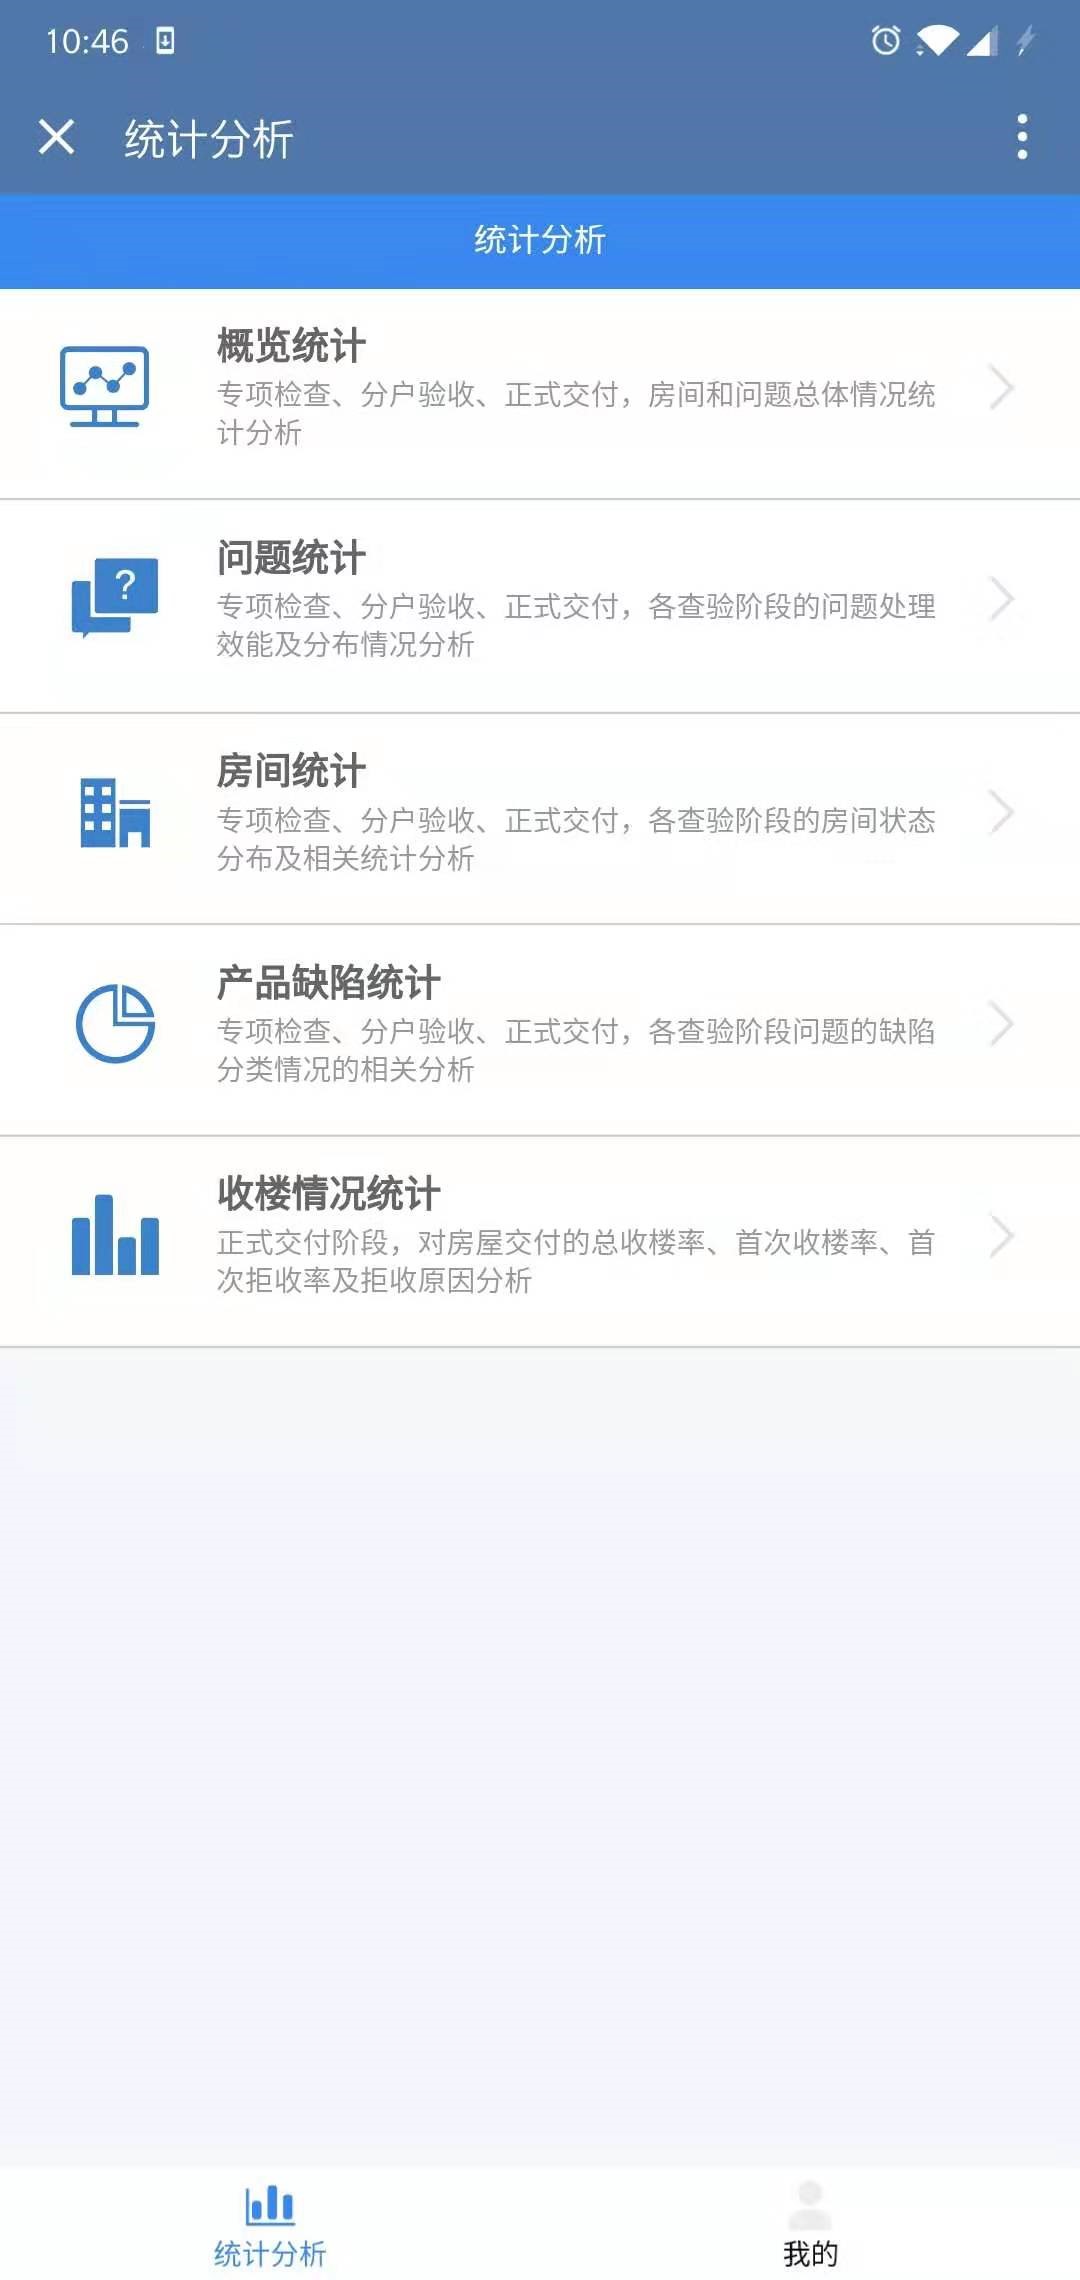 10:46
统计分析
统计分析
概览统计
专项检查、分户验收、正式交付，房间和问题总体情况统
计分析
?
问题统计
专项检查、分户验收、正式交付，各查验阶段的问题处理
效能及分布情况分析
房间统计
专项检查、分户验收、正式交付，各查验阶段的房间状态
分布及相关统计分析
产品缺陷统计
专项检查、分户验收、正式交付，各查验阶段问题的缺陷
分类情况的相关分析
收楼情况统计
正式交付阶段，对房屋交付的总收楼率、首次收楼率、首
次拒收率及拒收原因分析
统计分析
我的